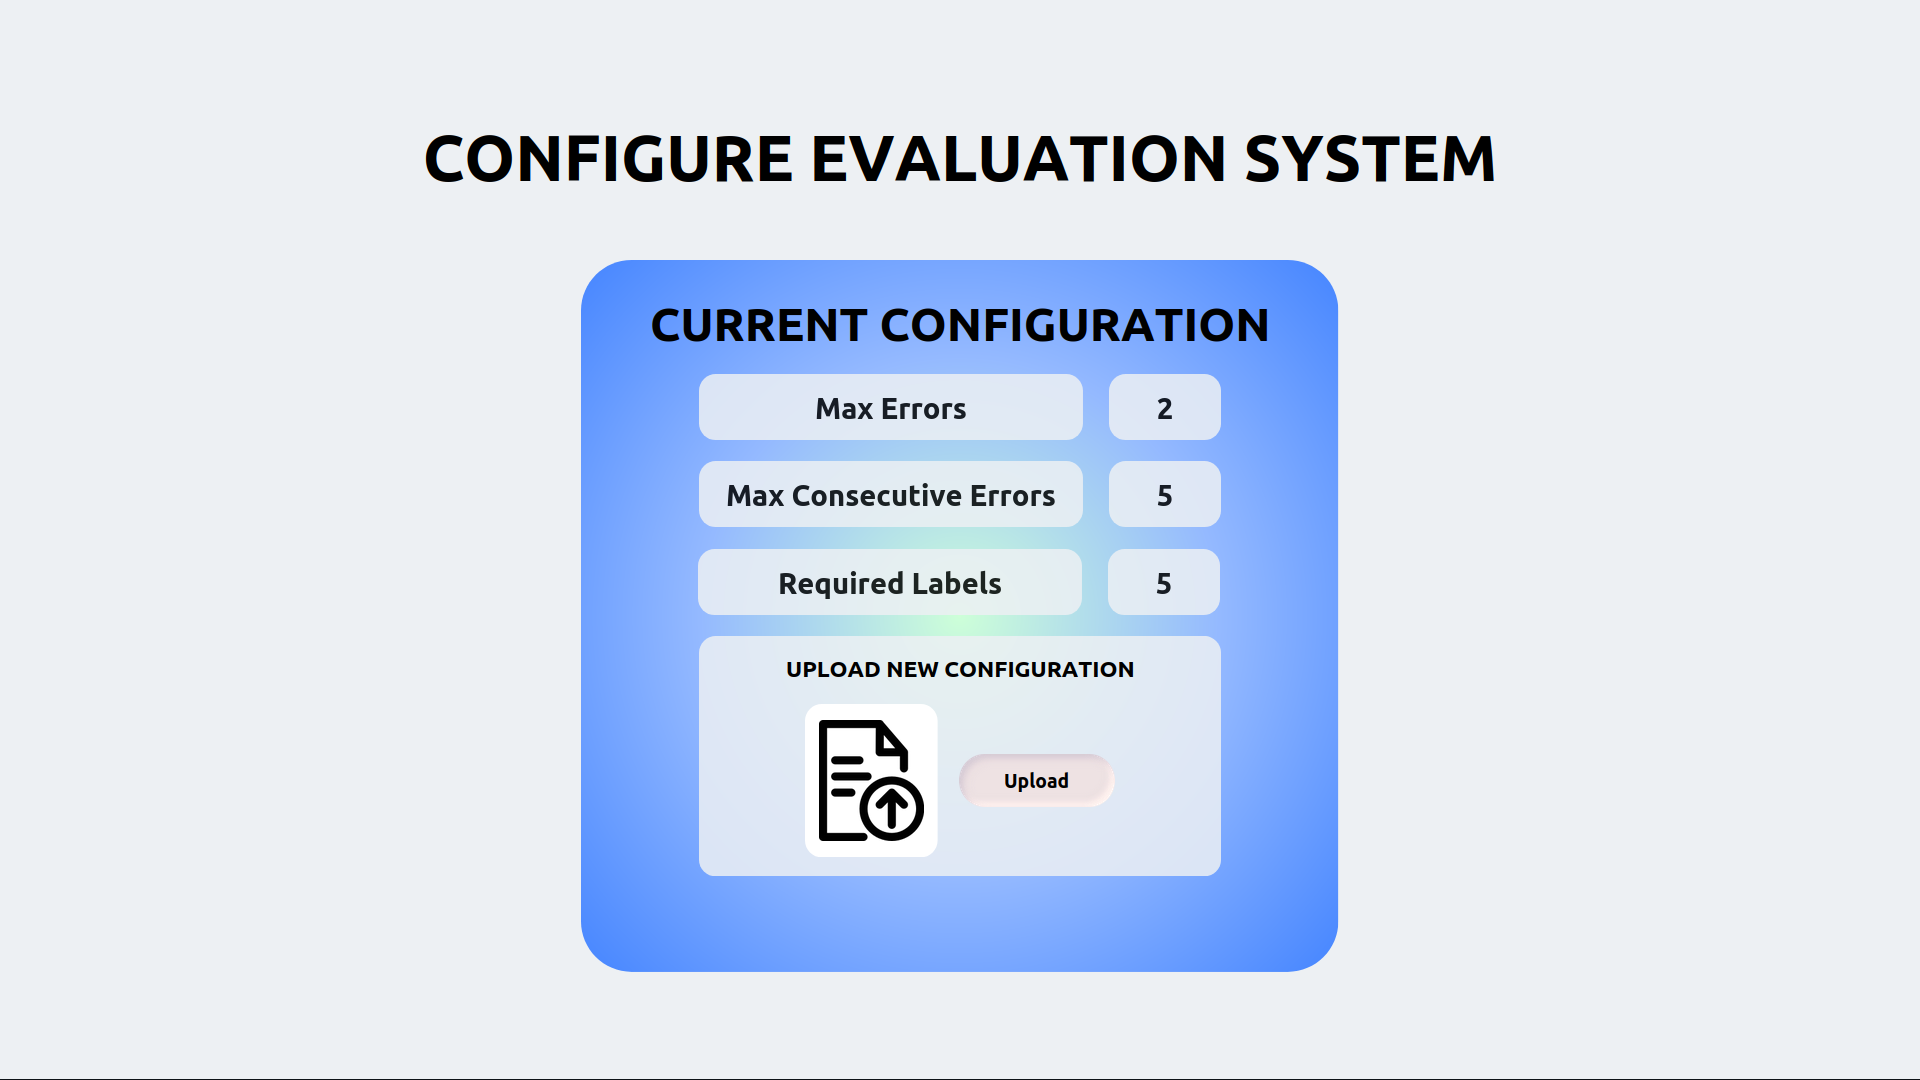 CONFIGURE EVALUATION SYSTEM
CURRENT CONFIGURATION
Max Errors 2
Max Consecutive Errors 5
Required Labels 5
UPLOAD NEW CONFIGURATION
Upload